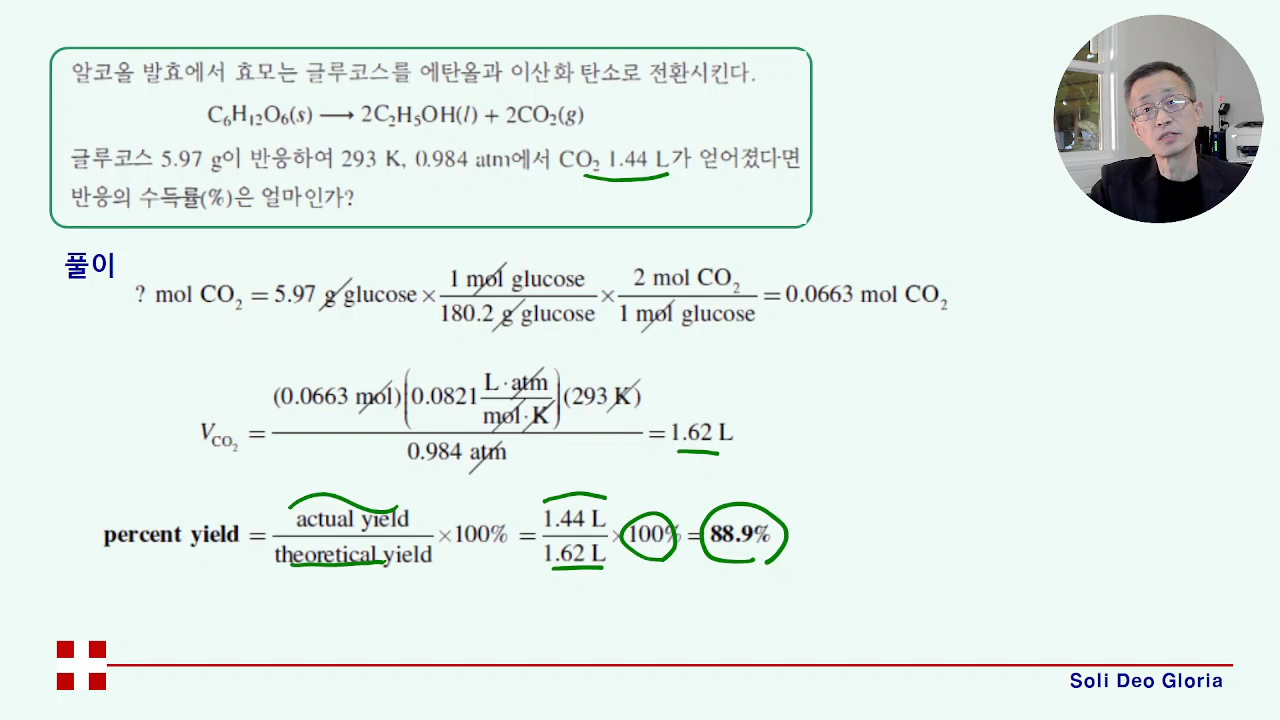 알코올 발효에서 효모는 글루코스를 에탄올과 이산화 탄소로 전환시킨다.
C₆H₁₂O₆(s) ⟶ 2C₂H₅OH(l) + 2CO₂(g)
글루코스 5.97 g이 반응하여 293 K, 0.984 atm에서 CO₂ 1.44 L가 얻어졌다면
반응의 수득률(%)은 얼마인가?
풀이
? mol CO₂ = 5.97 g glucose × (1 mol glucose / 180.2 g glucose) × (2 mol CO₂ / 1 mol glucose) = 0.0663 mol CO₂
V_CO₂ = (0.0663 mol)(0.0821 L·atm / mol·K)(293 K) / 0.984 atm = 1.62 L
percent yield = actual yield / theoretical yield × 100% = 1.44 L / 1.62 L × 100% = 88.9%
Soli Deo Gloria